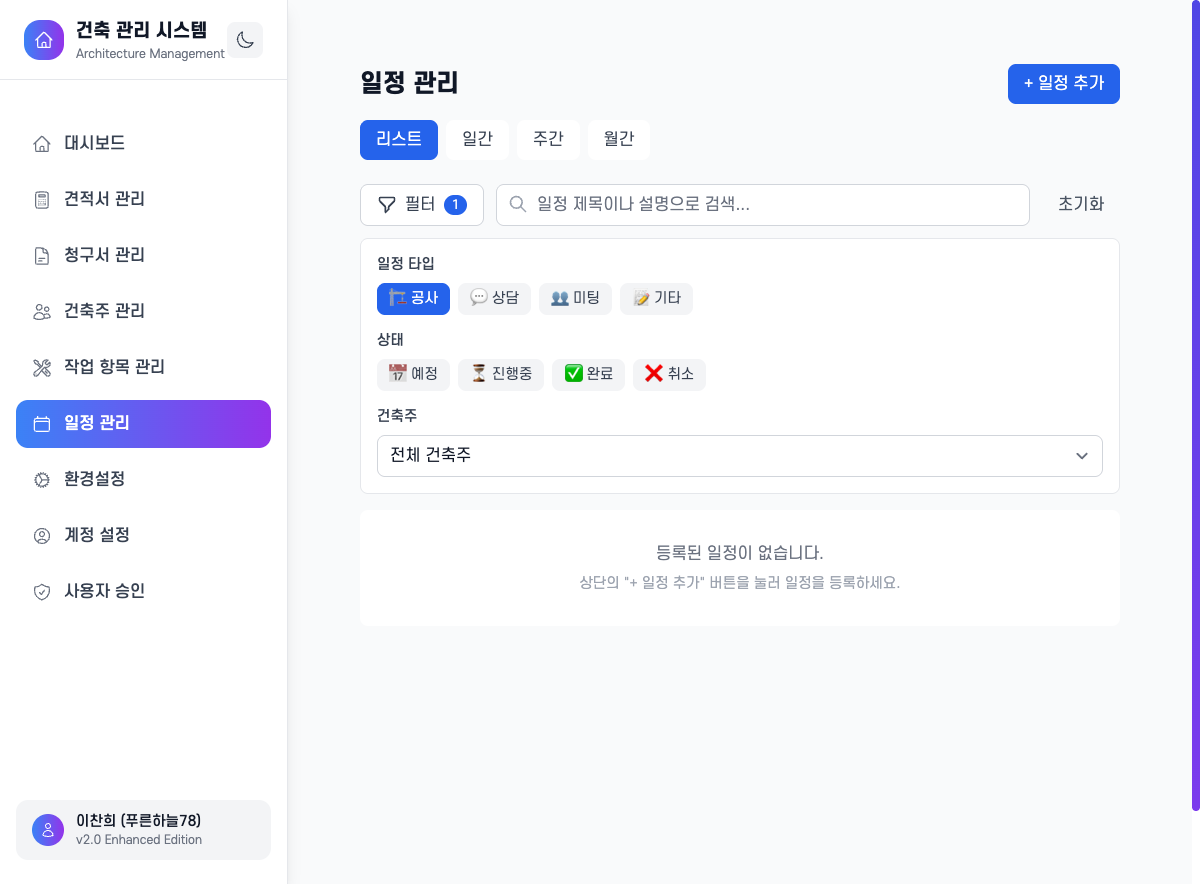 건축 관리 시스템
Architecture Management
대시보드
견적서 관리
청구서 관리
건축주 관리
작업 항목 관리
일정 관리
환경설정
계정 설정
사용자 승인
이찬희 (푸른하늘78)
v2.0 Enhanced Edition
일정 관리
+ 일정 추가
리스트 일간 주간 월간
필터 1 일정 제목이나 설명으로 검색... 초기화
일정 타입
공사 상담 미팅 기타
상태
예정 진행중 완료 취소
건축주
전체 건축주
등록된 일정이 없습니다.
상단의 "+ 일정 추가" 버튼을 눌러 일정을 등록하세요.